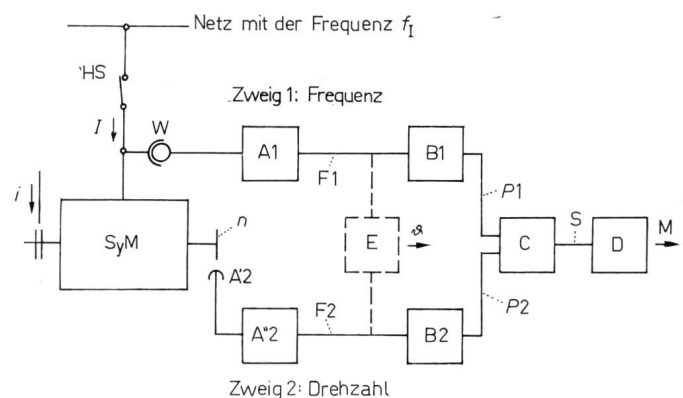 Netz mit der Frequenz f_I
HS
Zweig 1: Frequenz
I
W
A1
B1
F1
P1
i
n
SyM
E
ϑ
C
S
D
M
A'2
F2
P2
A"2
B2
Zweig 2: Drehzahl